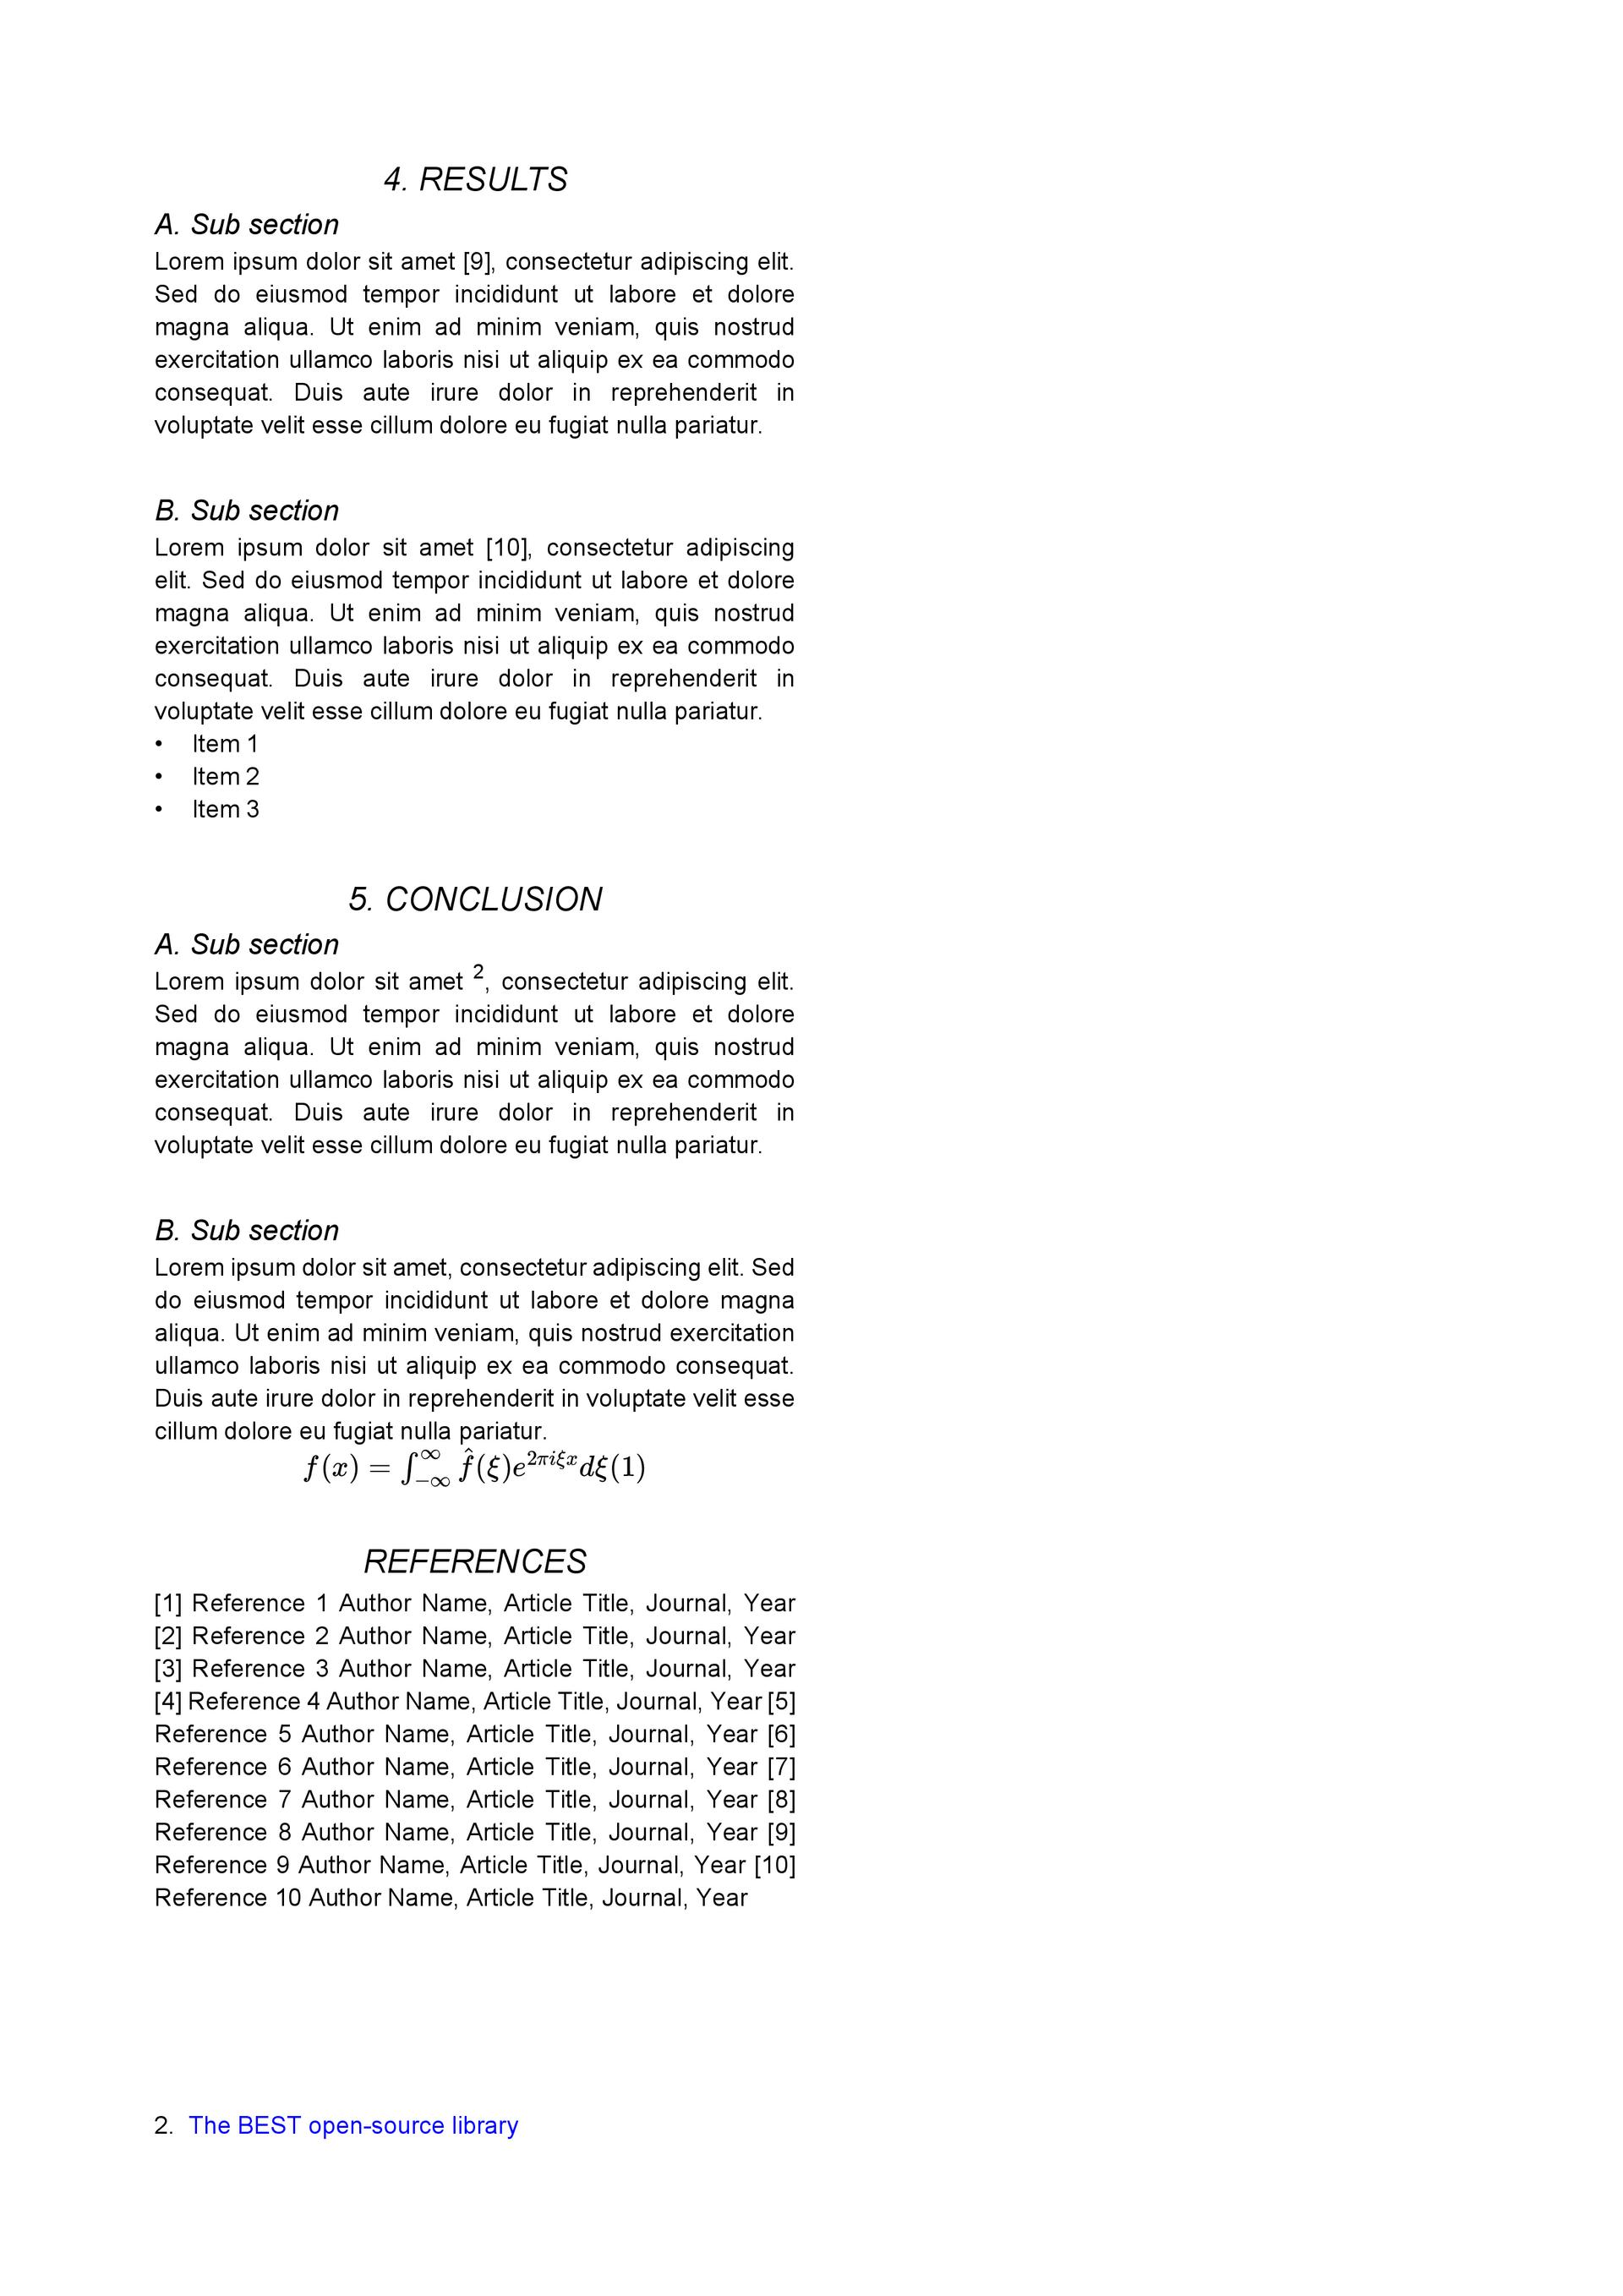 4. RESULTS
A. Sub section
Lorem ipsum dolor sit amet [9], consectetur adipiscing elit.
Sed do eiusmod tempor incididunt ut labore et dolore
magna aliqua. Ut enim ad minim veniam, quis nostrud
exercitation ullamco laboris nisi ut aliquip ex ea commodo
consequat. Duis aute irure dolor in reprehenderit in
voluptate velit esse cillum dolore eu fugiat nulla pariatur.
B. Sub section
Lorem ipsum dolor sit amet [10], consectetur adipiscing
elit. Sed do eiusmod tempor incididunt ut labore et dolore
magna aliqua. Ut enim ad minim veniam, quis nostrud
exercitation ullamco laboris nisi ut aliquip ex ea commodo
consequat. Duis aute irure dolor in reprehenderit in
voluptate velit esse cillum dolore eu fugiat nulla pariatur.
• Item 1
• Item 2
• Item 3
5. CONCLUSION
A. Sub section
Lorem ipsum dolor sit amet ², consectetur adipiscing elit.
Sed do eiusmod tempor incididunt ut labore et dolore
magna aliqua. Ut enim ad minim veniam, quis nostrud
exercitation ullamco laboris nisi ut aliquip ex ea commodo
consequat. Duis aute irure dolor in reprehenderit in
voluptate velit esse cillum dolore eu fugiat nulla pariatur.
B. Sub section
Lorem ipsum dolor sit amet, consectetur adipiscing elit. Sed
do eiusmod tempor incididunt ut labore et dolore magna
aliqua. Ut enim ad minim veniam, quis nostrud exercitation
ullamco laboris nisi ut aliquip ex ea commodo consequat.
Duis aute irure dolor in reprehenderit in voluptate velit esse
cillum dolore eu fugiat nulla pariatur.
f(x) = ∫_{-∞}^{∞} f̂(ξ)e^{2πiξx}dξ(1)
REFERENCES
[1] Reference 1 Author Name, Article Title, Journal, Year
[2] Reference 2 Author Name, Article Title, Journal, Year
[3] Reference 3 Author Name, Article Title, Journal, Year
[4] Reference 4 Author Name, Article Title, Journal, Year [5]
Reference 5 Author Name, Article Title, Journal, Year [6]
Reference 6 Author Name, Article Title, Journal, Year [7]
Reference 7 Author Name, Article Title, Journal, Year [8]
Reference 8 Author Name, Article Title, Journal, Year [9]
Reference 9 Author Name, Article Title, Journal, Year [10]
Reference 10 Author Name, Article Title, Journal, Year
2. The BEST open-source library